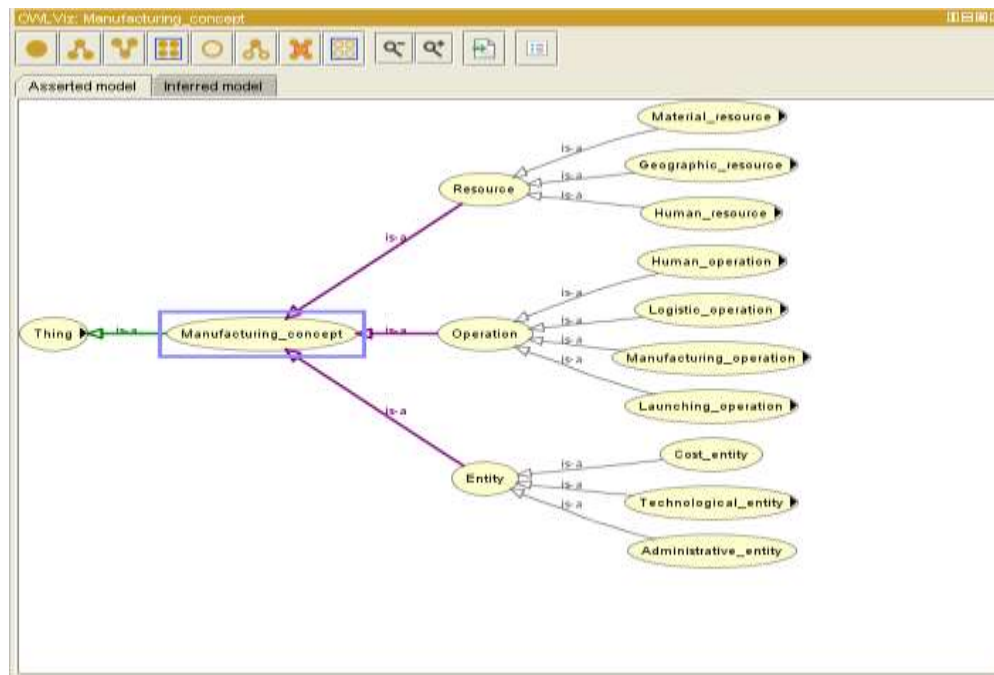 OWLViz: Manufacturing_concept
Asserted model
Inferred model
Material_resource
is-a
Geographic_resource
is-a
Resource
is-a
Human_resource
is-a
Human_operation
is-a
Logistic_operation
Thing
is-a
Manufacturing_concept
is-a
Operation
is-a
is-a
Manufacturing_operation
is-a
Launching_operation
is-a
Cost_entity
is-a
Entity
is-a
Technological_entity
is-a
Administrative_entity